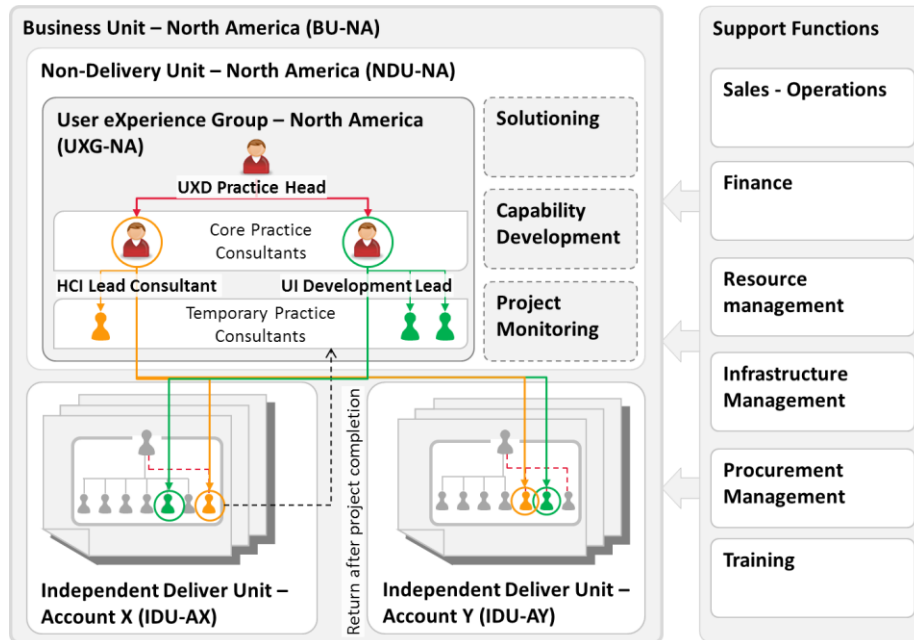 Business Unit – North America (BU-NA)
Non-Delivery Unit – North America (NDU-NA)
User eXperience Group – North America
(UXG-NA)
UXD Practice Head
Core Practice
Consultants
HCI Lead Consultant
UI Development Lead
Temporary Practice
Consultants
Solutioning
Capability
Development
Project
Monitoring
Return after project completion
Independent Deliver Unit –
Account X (IDU-AX)
Independent Deliver Unit –
Account Y (IDU-AY)
Support Functions
Sales - Operations
Finance
Resource
management
Infrastructure
Management
Procurement
Management
Training